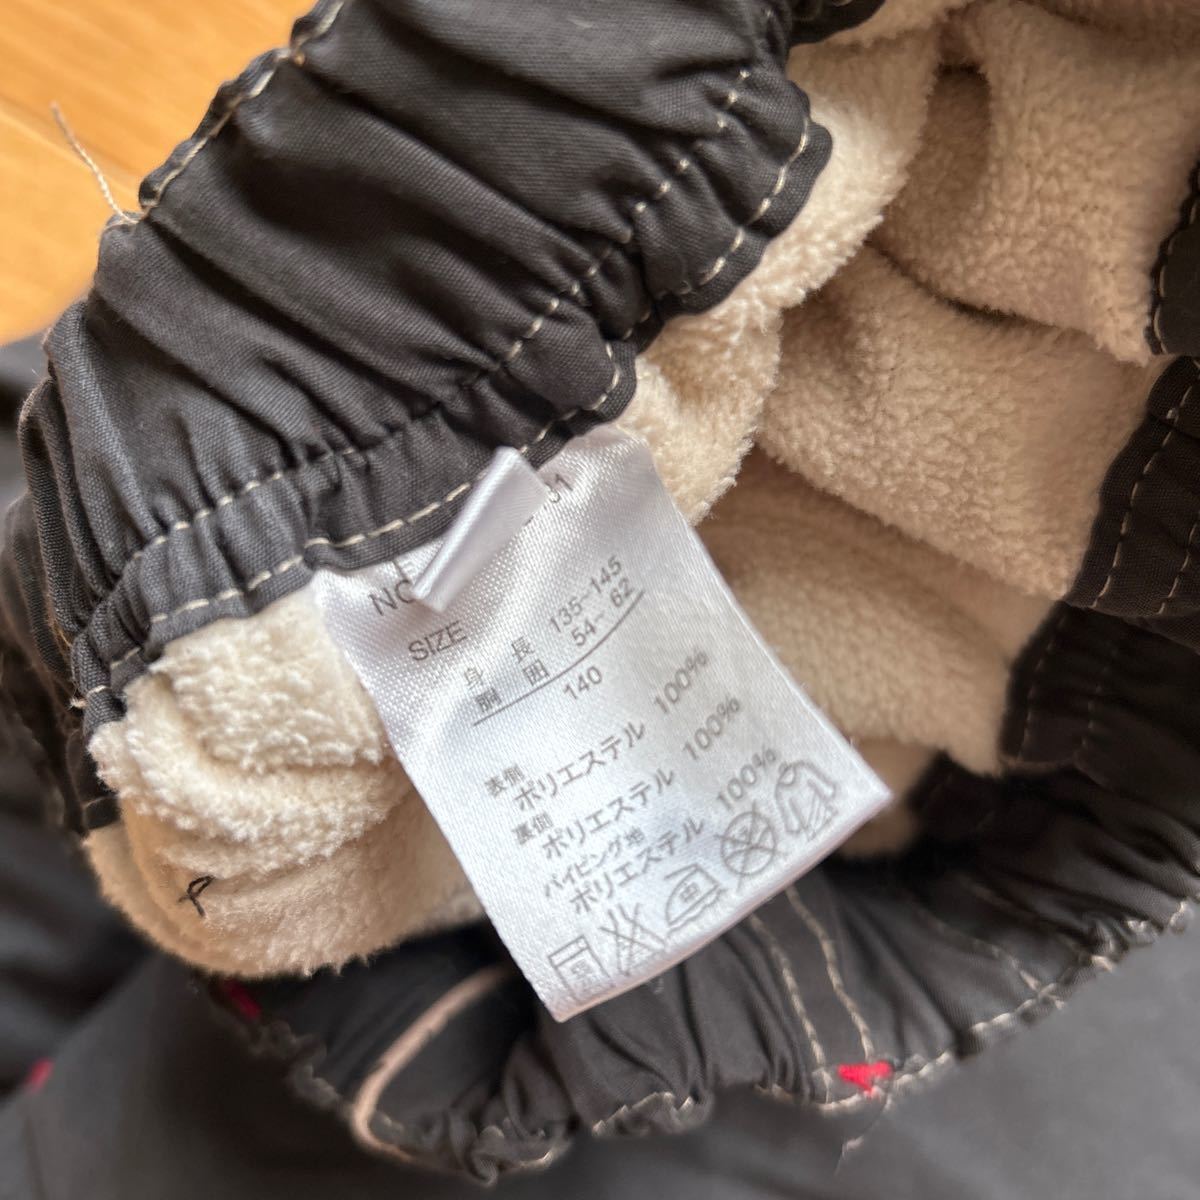 SIZE
身長 135~145
胴囲 54~62
140
表側
ポリエステル 100%
裏側
ポリエステル 100%
パイピング地
ポリエステル 100%
中